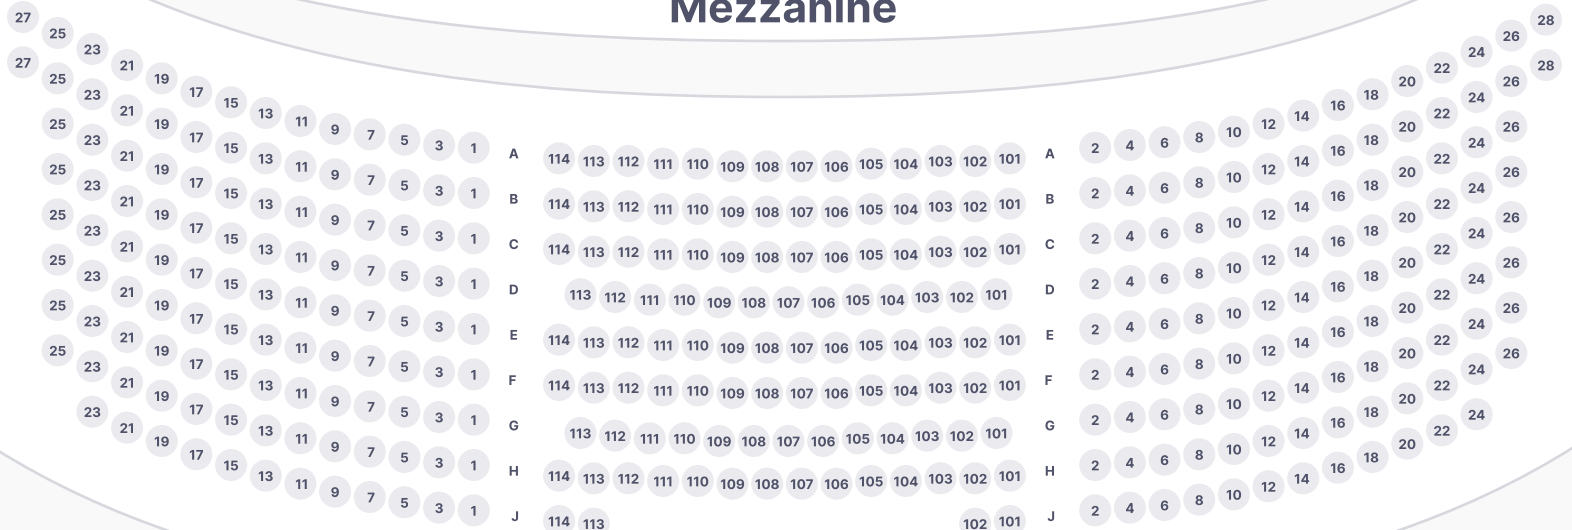 Mezzanine
27 25 23 21 19 17 15 13 11 9 7 5 3 1 A 114 113 112 111 110 109 108 107 106 105 104 103 102 101 A 2 4 6 8 10 12 14 16 18 20 22 24 26 28
27 25 23 21 19 17 15 13 11 9 7 5 3 1 B 114 113 112 111 110 109 108 107 106 105 104 103 102 101 B 2 4 6 8 10 12 14 16 18 20 22 24 26 28
25 23 21 19 17 15 13 11 9 7 5 3 1 C 114 113 112 111 110 109 108 107 106 105 104 103 102 101 C 2 4 6 8 10 12 14 16 18 20 22 24 26
25 23 21 19 17 15 13 11 9 7 5 3 1 D 113 112 111 110 109 108 107 106 105 104 103 102 101 D 2 4 6 8 10 12 14 16 18 20 22 24 26
25 23 21 19 17 15 13 11 9 7 5 3 1 E 114 113 112 111 110 109 108 107 106 105 104 103 102 101 E 2 4 6 8 10 12 14 16 18 20 22 24 26
25 23 21 19 17 15 13 11 9 7 5 3 1 F 114 113 112 111 110 109 108 107 106 105 104 103 102 101 F 2 4 6 8 10 12 14 16 18 20 22 24 26
25 23 21 19 17 15 13 11 9 7 5 3 1 G 113 112 111 110 109 108 107 106 105 104 103 102 101 G 2 4 6 8 10 12 14 16 18 20 22 24 26
25 23 21 19 17 15 13 11 9 7 5 3 1 H 114 113 112 111 110 109 108 107 106 105 104 103 102 101 H 2 4 6 8 10 12 14 16 18 20 22 24 26
23 21 19 17 15 13 11 9 7 5 3 1 J 114 113 102 101 J 2 4 6 8 10 12 14 16 18 20 22 24